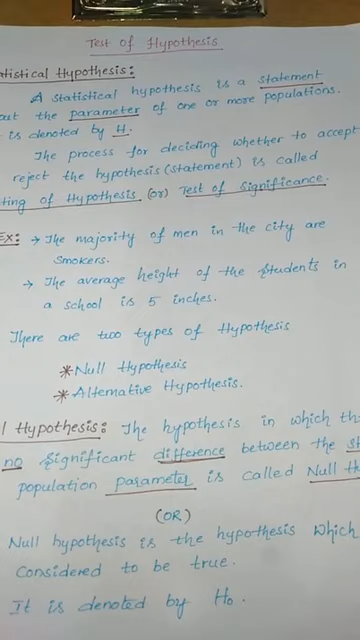 Test of Hypothesis
atistical Hypothesis:
A statistical hypothesis is a statement
out the parameter of one or more populations.
is denoted by H.
The process for deciding whether to accept
reject the hypothesis (statement) is called
ting of Hypothesis (or) Test of Significance.
Ex: → The majority of men in the city are
smokers.
→ The average height of the students in
a school is 5 inches.
There are two types of Hypothesis
* Null Hypothesis
* Alternative Hypothesis.
l Hypothesis: The hypothesis in which th
no significant difference between the st
population parameter is called Null th
(OR)
Null hypothesis is the hypothesis which
considered to be true.
It is denoted by H₀.